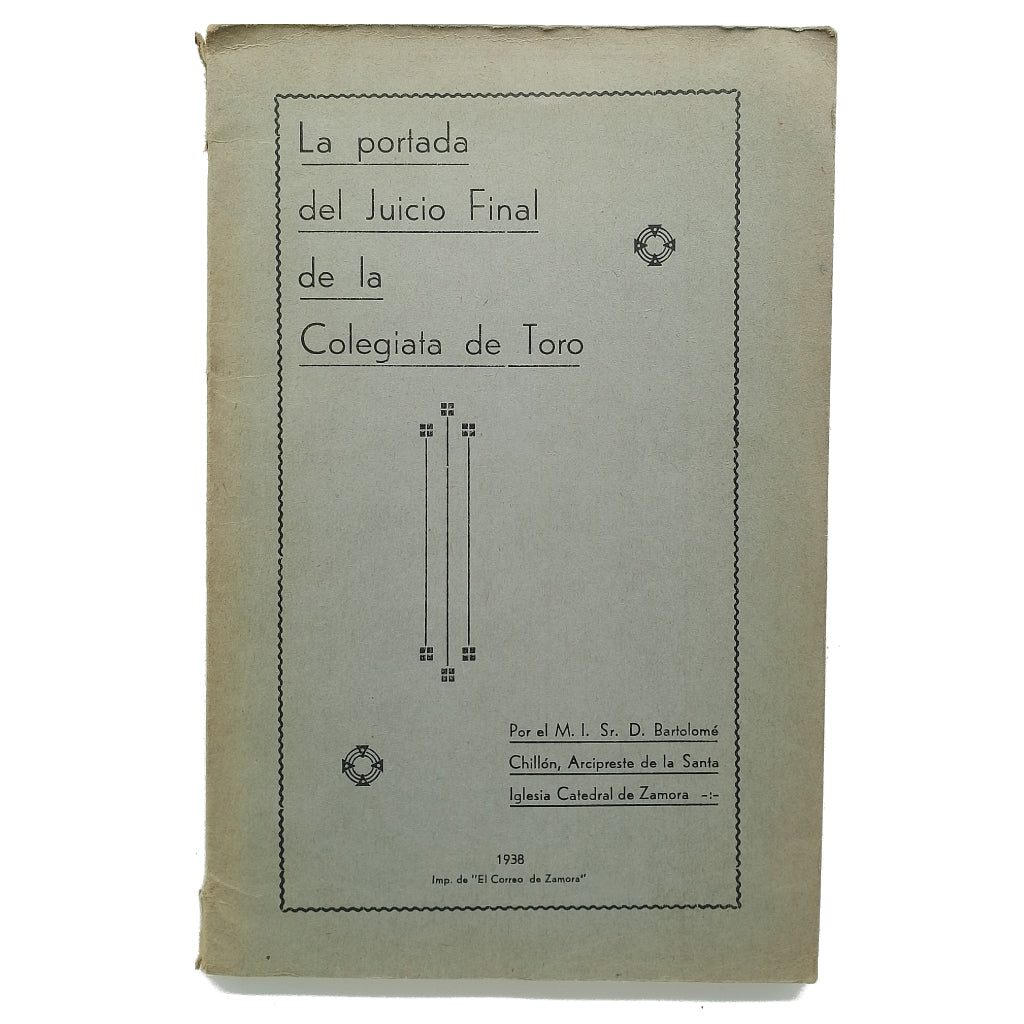 La portada
del Juicio Final
de la
Colegiata de Toro
Por el M. I. Sr. D. Bartolomé
Chillón, Arcipreste de la Santa
Iglesia Catedral de Zamora -:-
1938
Imp. de "El Correo de Zamora"